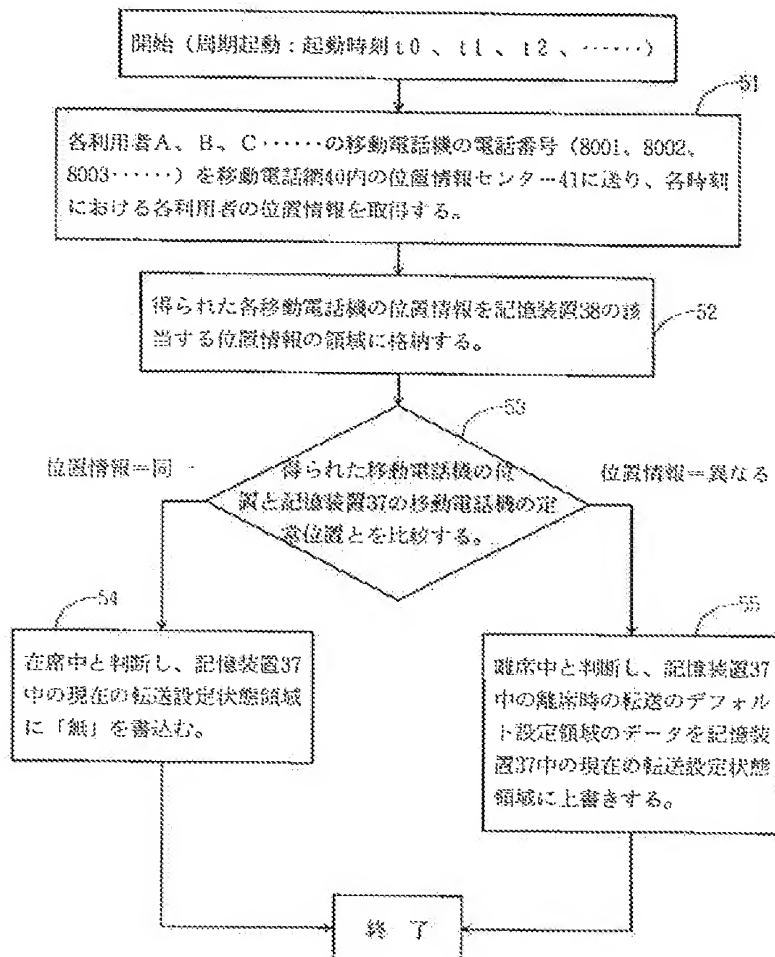 開始（周期起動：起動時刻t0、t1、t2、……）
51
各利用者A、B、C……の移動電話機の電話番号（8001、8002、
8003……）を移動電話網40内の位置情報センター41に送り、各時刻
における各利用者の位置情報を取得する。
52
得られた各移動電話機の位置情報を記憶装置38の該
当する位置情報の領域に格納する。
53
位置情報＝同一
得られた移動電話機の位
置と記憶装置37の移動電話機の定
常位置とを比較する。
位置情報＝異なる
54
在席中と判断し、記憶装置37
中の現在の転送設定状態領域
に「無」を書込む。
55
離席中と判断し、記憶装置37
中の離席時の転送のデフォル
ト設定領域のデータを記憶装
置37中の現在の転送設定状態
領域に上書きする。
終 了